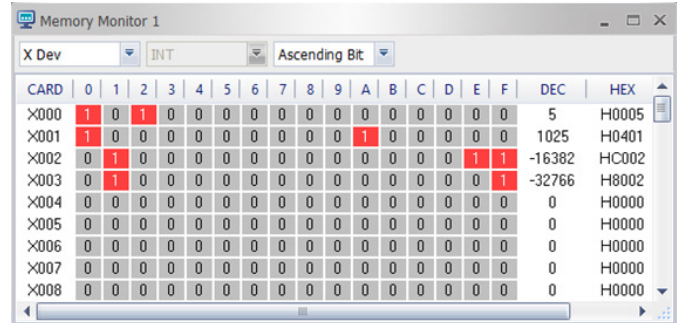 Memory Monitor 1
X Dev INT Ascending Bit
CARD 0 1 2 3 4 5 6 7 8 9 A B C D E F DEC HEX
X000 1 0 1 0 0 0 0 0 0 0 0 0 0 0 0 0 5 H0005
X001 1 0 0 0 0 0 0 0 0 0 1 0 0 0 0 0 1025 H0401
X002 0 1 0 0 0 0 0 0 0 0 0 0 0 0 1 1 -16382 HC002
X003 0 1 0 0 0 0 0 0 0 0 0 0 0 0 0 1 -32766 H8002
X004 0 0 0 0 0 0 0 0 0 0 0 0 0 0 0 0 0 H0000
X005 0 0 0 0 0 0 0 0 0 0 0 0 0 0 0 0 0 H0000
X006 0 0 0 0 0 0 0 0 0 0 0 0 0 0 0 0 0 H0000
X007 0 0 0 0 0 0 0 0 0 0 0 0 0 0 0 0 0 H0000
X008 0 0 0 0 0 0 0 0 0 0 0 0 0 0 0 0 0 H0000